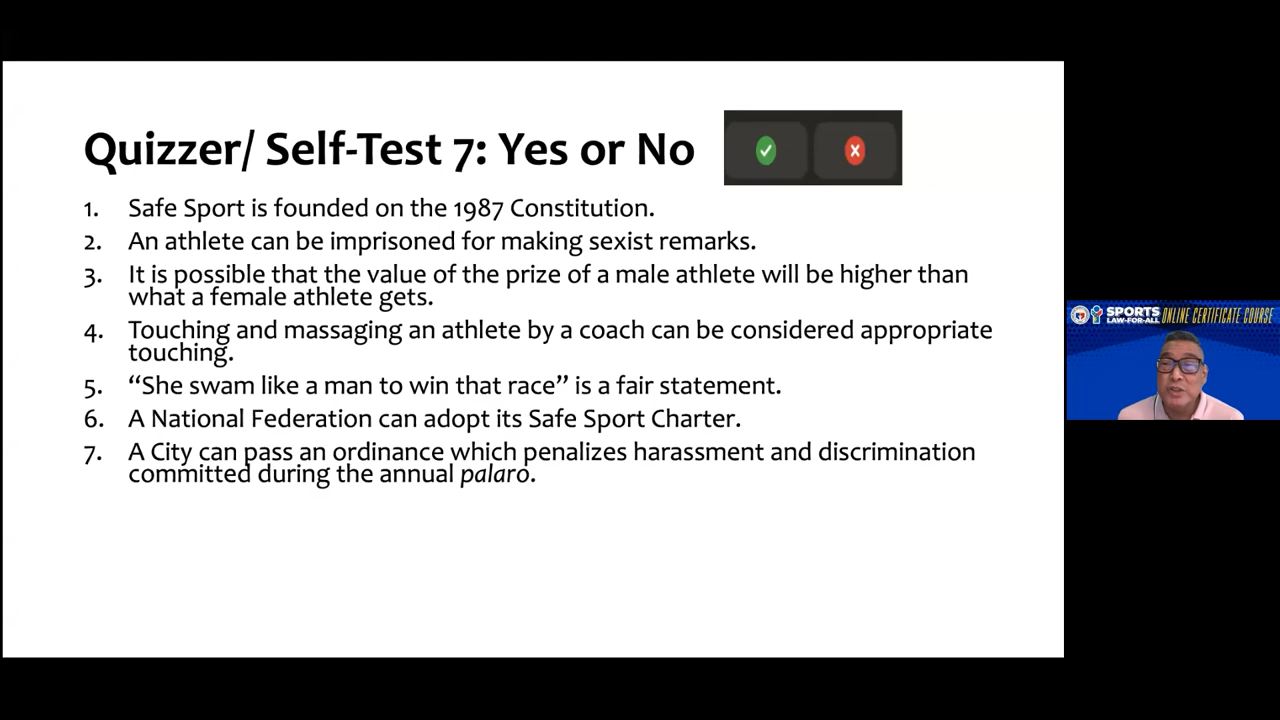 Quizzer/ Self-Test 7: Yes or No
1. Safe Sport is founded on the 1987 Constitution.
2. An athlete can be imprisoned for making sexist remarks.
3. It is possible that the value of the prize of a male athlete will be higher than
what a female athlete gets.
4. Touching and massaging an athlete by a coach can be considered appropriate
touching.
5. “She swam like a man to win that race” is a fair statement.
6. A National Federation can adopt its Safe Sport Charter.
7. A City can pass an ordinance which penalizes harassment and discrimination
committed during the annual palaro.
SPORTS
LAW-FOR-ALL
ONLINE CERTIFICATE COURSE